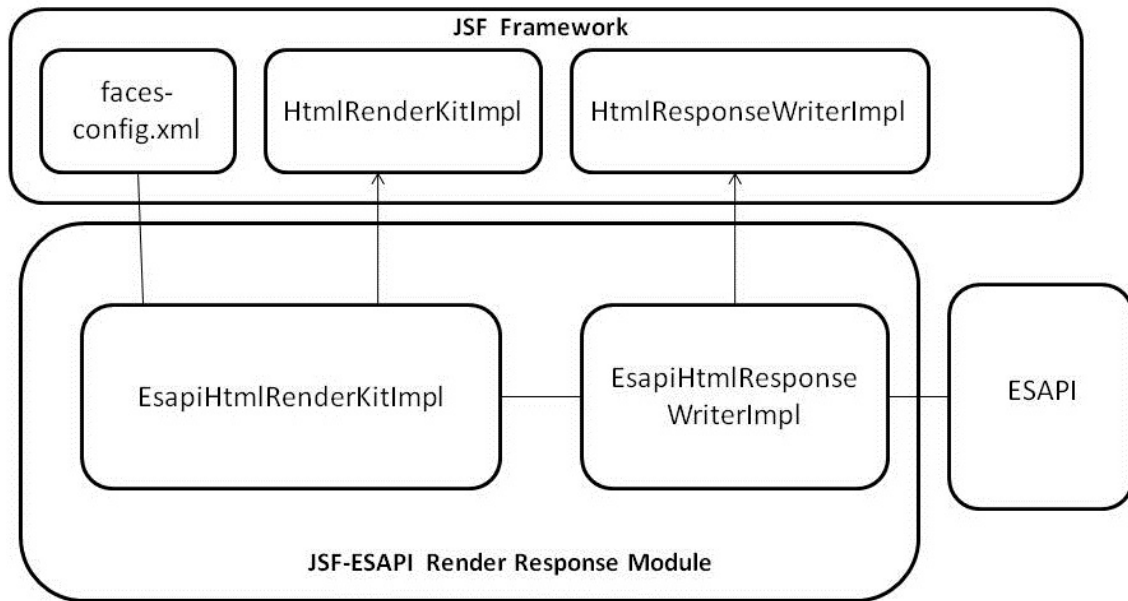 JSF Framework
faces-
config.xml
HtmlRenderKitImpl
HtmlResponseWriterImpl
EsapiHtmlRenderKitImpl
EsapiHtmlResponse
WriterImpl
ESAPI
JSF-ESAPI Render Response Module